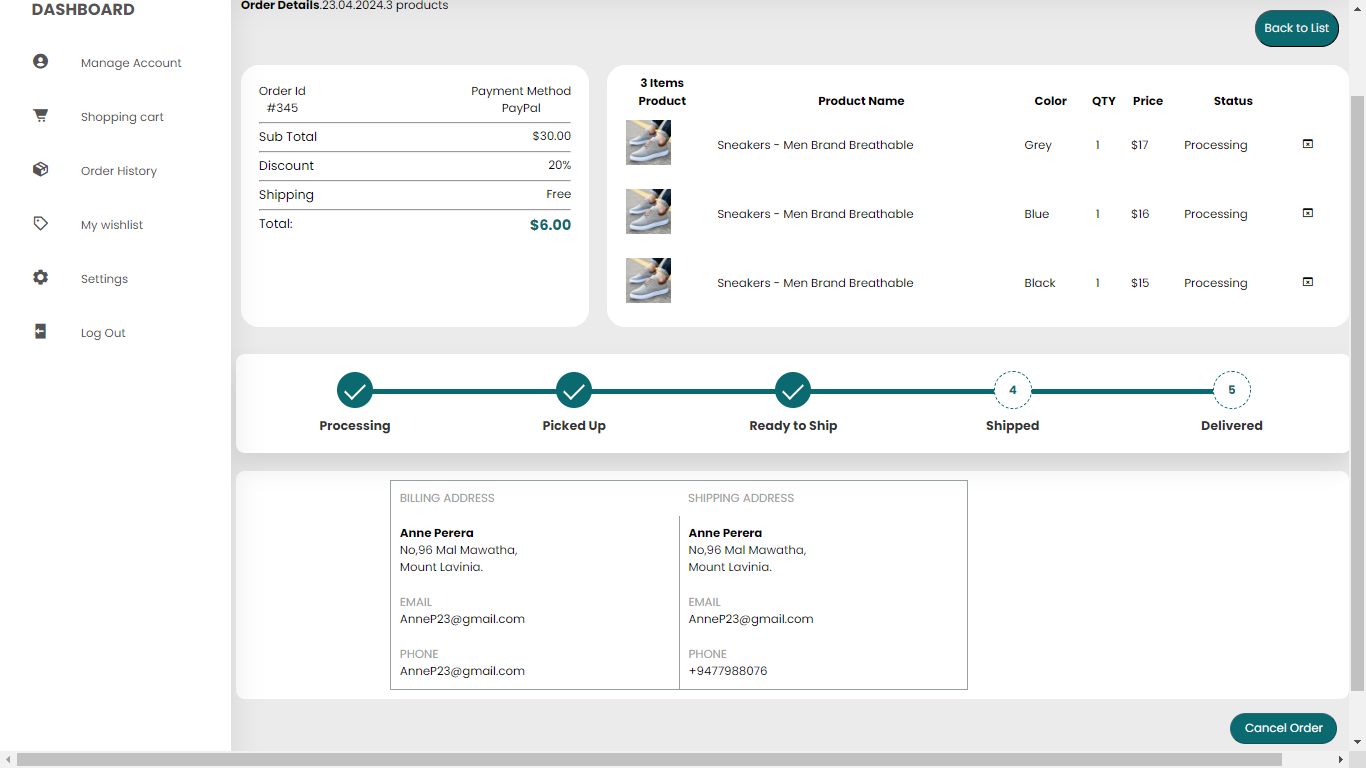 DASHBOARD
Manage Account
Shopping cart
Order History
My wishlist
Settings
Log Out
Order Details.23.04.2024.3 products
Back to List
Order Id
#345
Payment Method
PayPal
Sub Total $30.00
Discount 20%
Shipping Free
Total: $6.00
3 Items
Product Product Name Color QTY Price Status
Sneakers - Men Brand Breathable Grey 1 $17 Processing
Sneakers - Men Brand Breathable Blue 1 $16 Processing
Sneakers - Men Brand Breathable Black 1 $15 Processing
4 5
Processing Picked Up Ready to Ship Shipped Delivered
BILLING ADDRESS
Anne Perera
No,96 Mal Mawatha,
Mount Lavinia.
EMAIL
AnneP23@gmail.com
PHONE
AnneP23@gmail.com
SHIPPING ADDRESS
Anne Perera
No,96 Mal Mawatha,
Mount Lavinia.
EMAIL
AnneP23@gmail.com
PHONE
+9477988076
Cancel Order